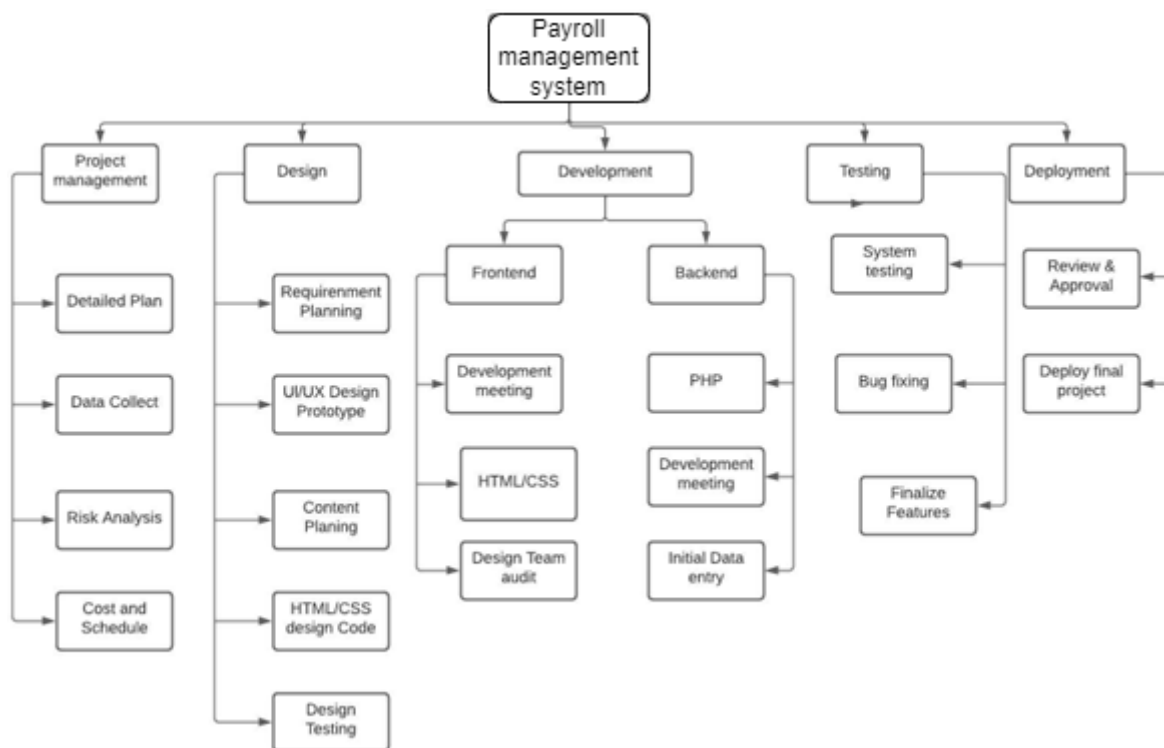 Payroll
management
system
Project
management
Design
Development
Testing
Deployment
Frontend
Backend
System
testing
Review &
Approval
Detailed Plan
Requirenment
Planning
Development
meeting
PHP
Bug fixing
Deploy final
project
Data Collect
UI/UX Design
Prototype
HTML/CSS
Development
meeting
Finalize
Features
Risk Analysis
Content
Planing
Design Team
audit
Initial Data
entry
Cost and
Schedule
HTML/CSS
design Code
Design
Testing